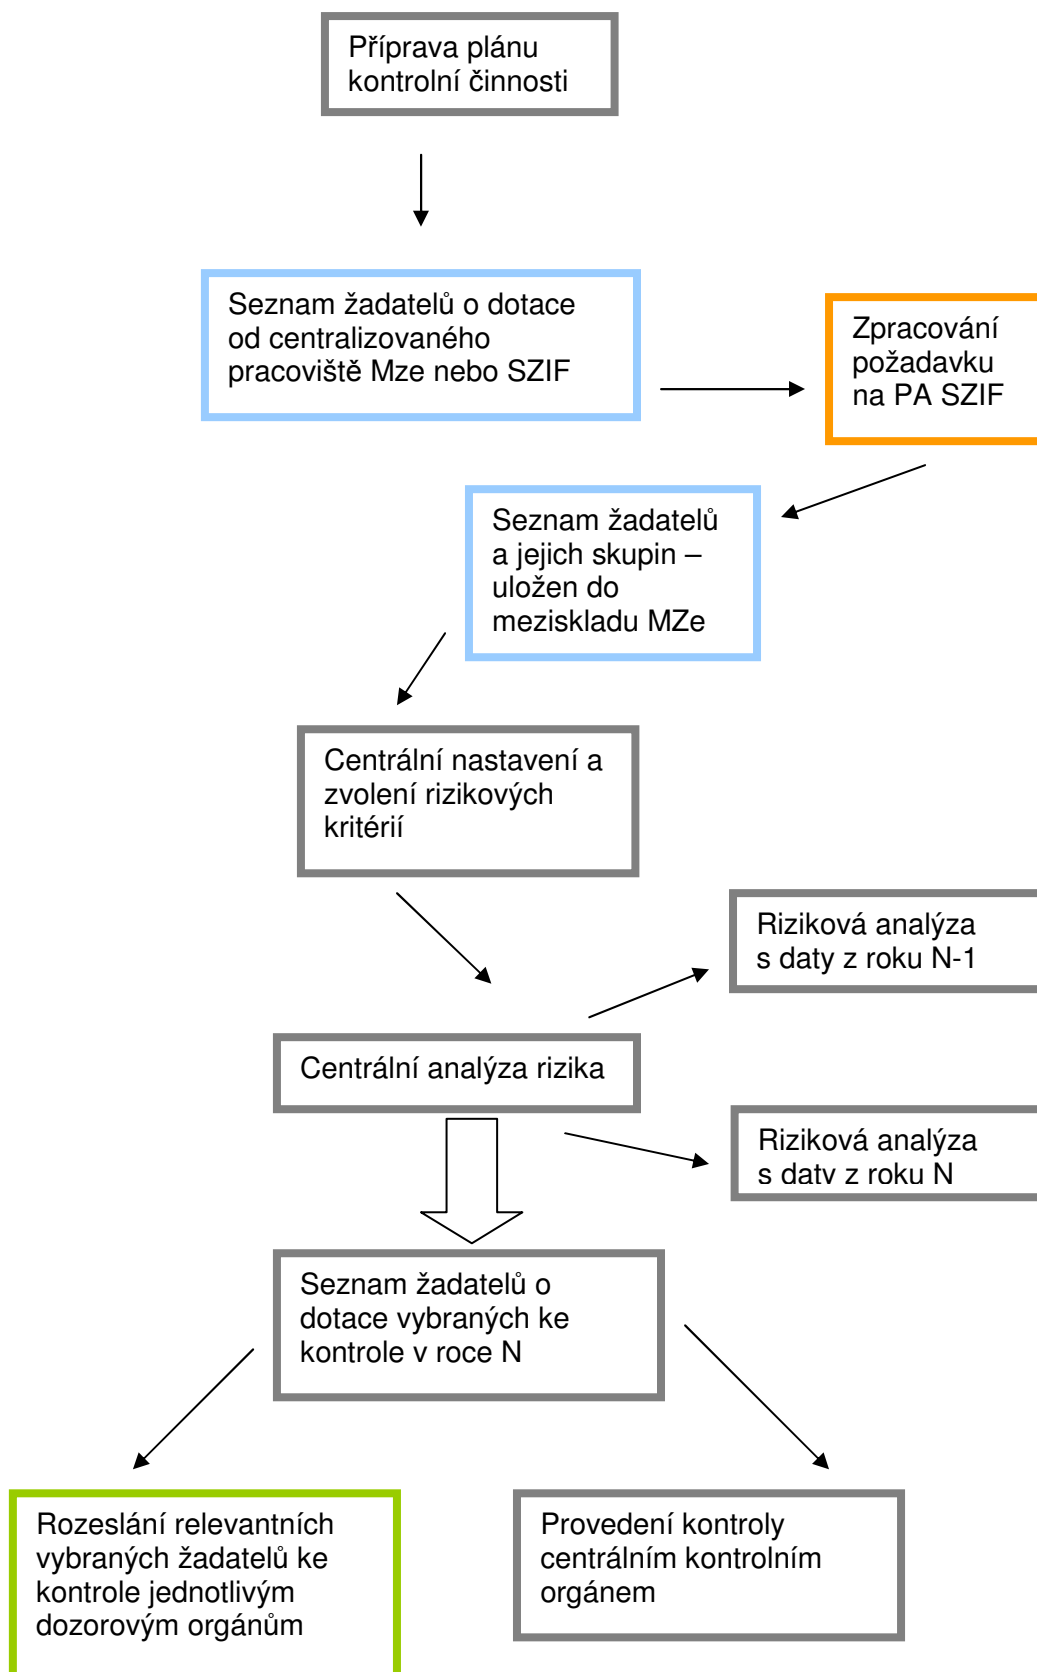 Příprava plánu
kontrolní činnosti
Seznam žadatelů o dotace
od centralizovaného
pracoviště Mze nebo SZIF
Zpracování
požadavku
na PA SZIF
Seznam žadatelů
a jejich skupin –
uložen do
meziskladu MZe
Centrální nastavení a
zvolení rizikových
kritérií
Riziková analýza
s daty z roku N-1
Centrální analýza rizika
Riziková analýza
s daty z roku N
Seznam žadatelů o
dotace vybraných ke
kontrole v roce N
Rozeslání relevantních
vybraných žadatelů ke
kontrole jednotlivým
dozorovým orgánům
Provedení kontroly
centrálním kontrolním
orgánem